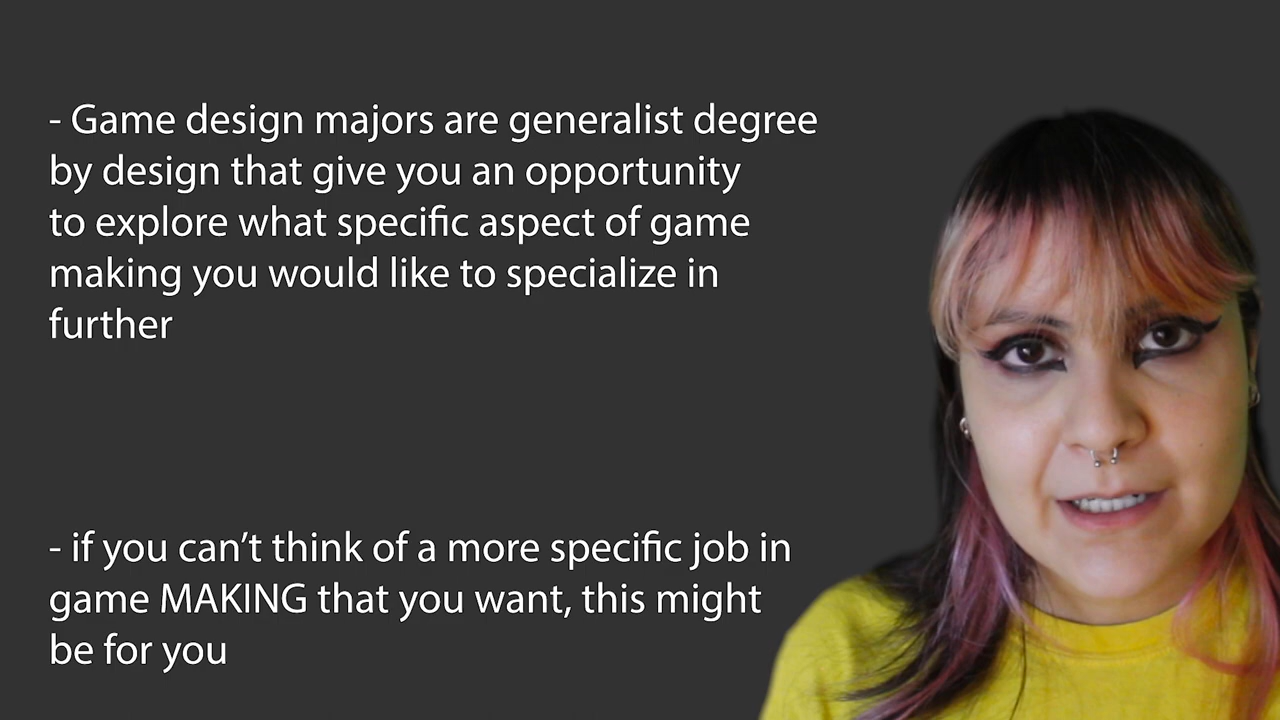 - Game design majors are generalist degree
by design that give you an opportunity
to explore what specific aspect of game
making you would like to specialize in
further
- if you can’t think of a more specific job in
game MAKING that you want, this might
be for you